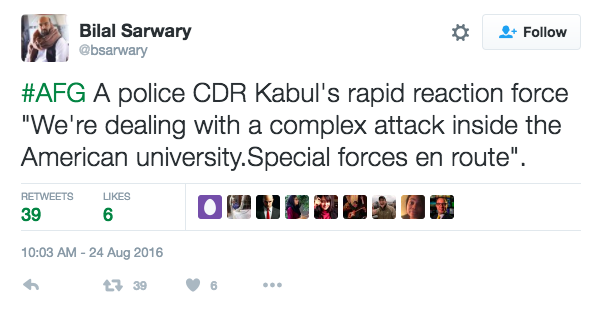 Bilal Sarwary
@bsarwary
Follow
#AFG A police CDR Kabul's rapid reaction force
"We're dealing with a complex attack inside the
American university.Special forces en route".
RETWEETS LIKES
39 6
10:03 AM - 24 Aug 2016
39 6